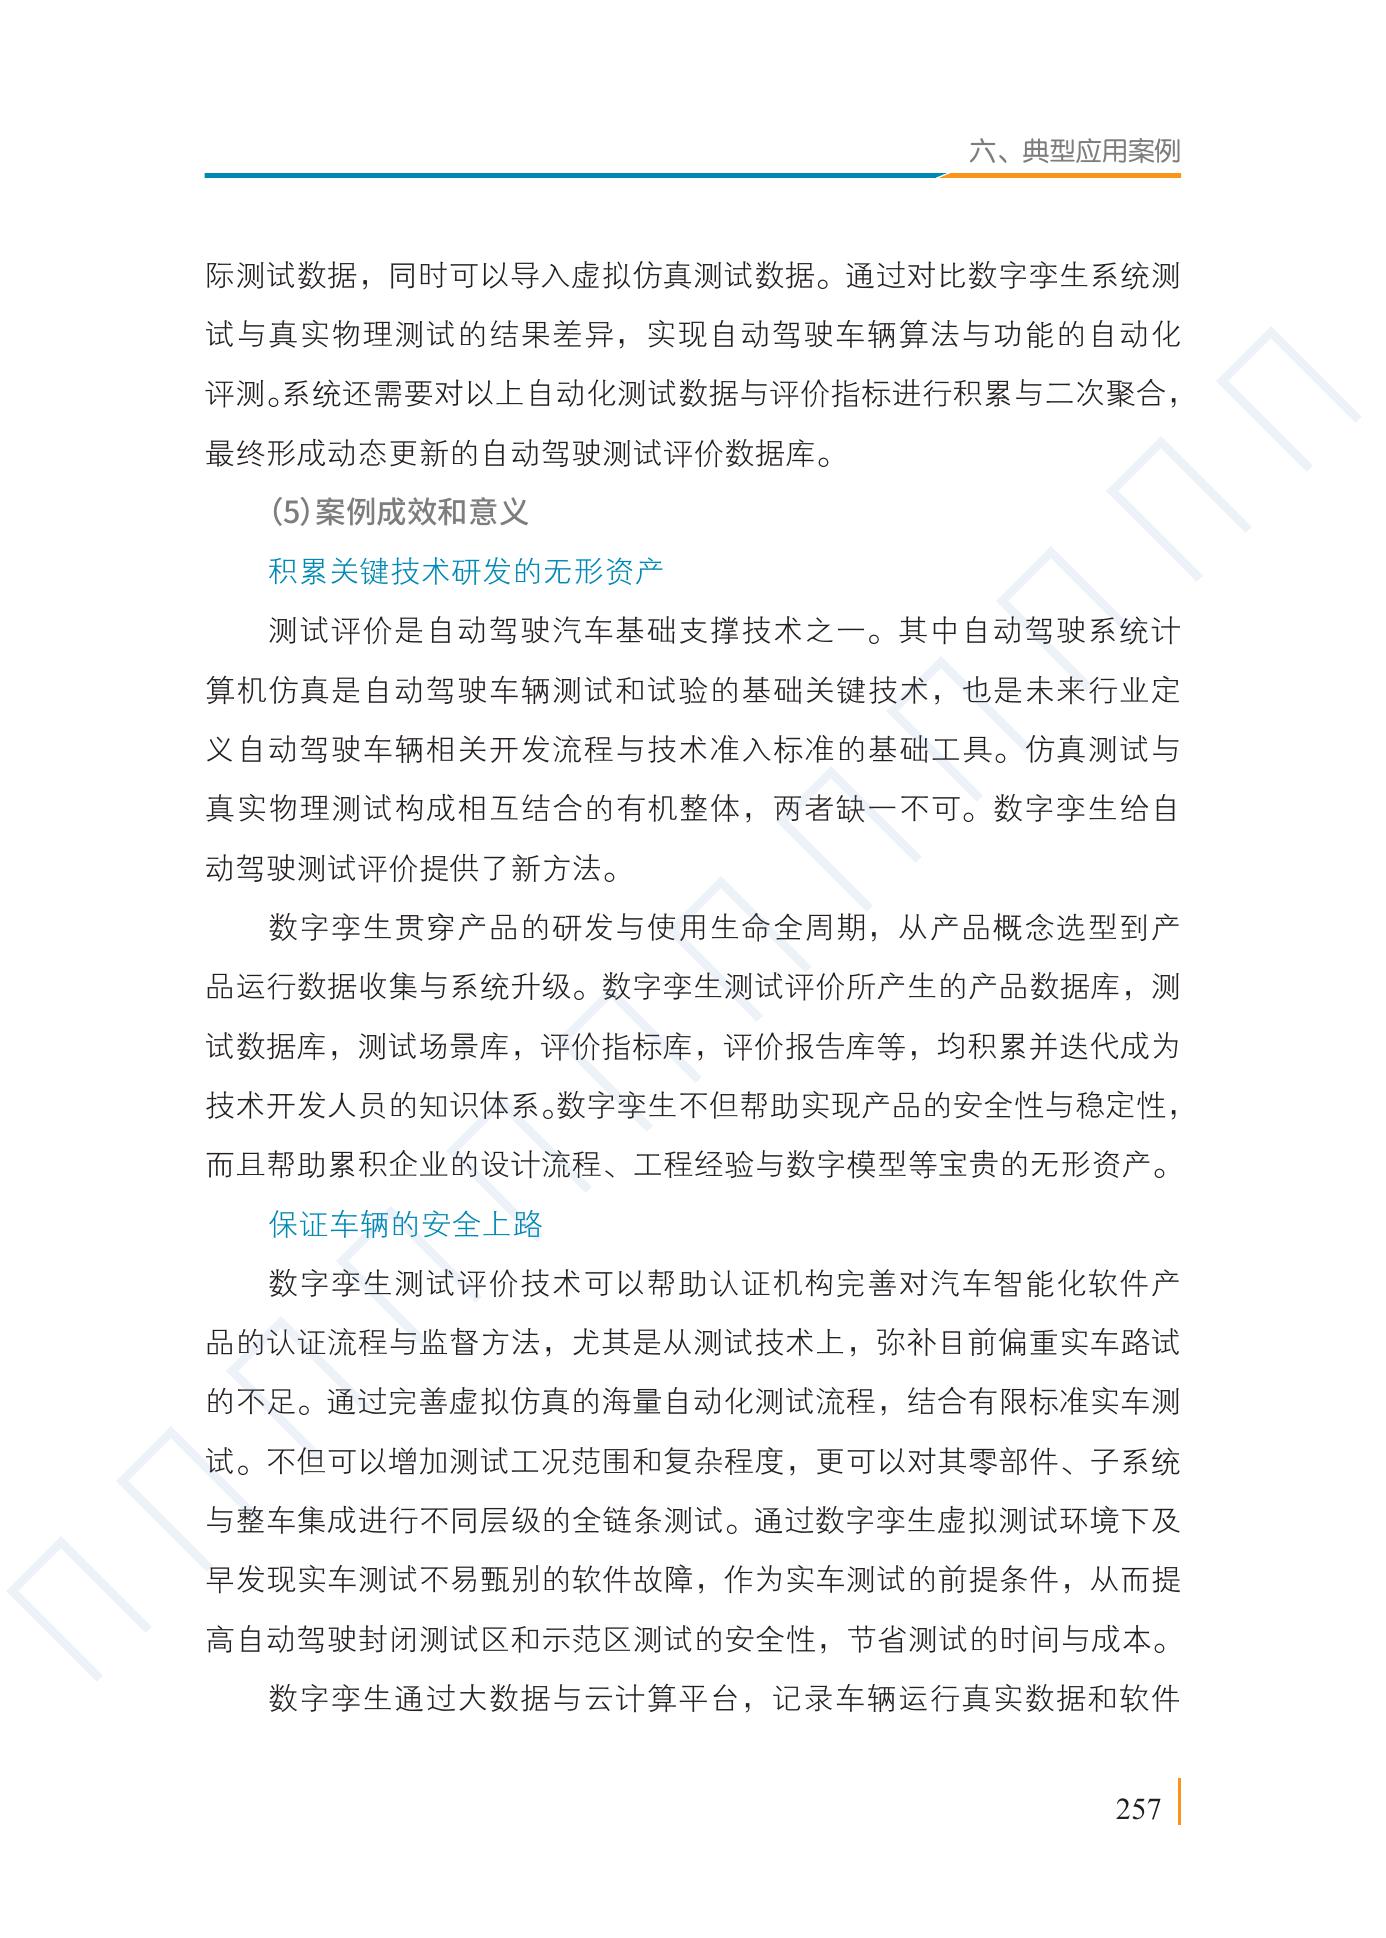 六、典型应用案例
际测试数据，同时可以导入虚拟仿真测试数据。通过对比数字孪生系统测
试与真实物理测试的结果差异，实现自动驾驶车辆算法与功能的自动化
评测。系统还需要对以上自动化测试数据与评价指标进行积累与二次聚合，
最终形成动态更新的自动驾驶测试评价数据库。
（5）案例成效和意义
积累关键技术研发的无形资产
测试评价是自动驾驶汽车基础支撑技术之一。其中自动驾驶系统计
算机仿真是自动驾驶车辆测试和试验的基础关键技术，也是未来行业定
义自动驾驶车辆相关开发流程与技术准入标准的基础工具。仿真测试与
真实物理测试构成相互结合的有机整体，两者缺一不可。数字孪生给自
动驾驶测试评价提供了新方法。
数字孪生贯穿产品的研发与使用生命全周期，从产品概念选型到产
品运行数据收集与系统升级。数字孪生测试评价所产生的产品数据库，测
试数据库，测试场景库，评价指标库，评价报告库等，均积累并迭代成为
技术开发人员的知识体系。数字孪生不但帮助实现产品的安全性与稳定性，
而且帮助累积企业的设计流程、工程经验与数字模型等宝贵的无形资产。
保证车辆的安全上路
数字孪生测试评价技术可以帮助认证机构完善对汽车智能化软件产
品的认证流程与监督方法，尤其是从测试技术上，弥补目前偏重实车路试
的不足。通过完善虚拟仿真的海量自动化测试流程，结合有限标准实车测
试。不但可以增加测试工况范围和复杂程度，更可以对其零部件、子系统
与整车集成进行不同层级的全链条测试。通过数字孪生虚拟测试环境下及
早发现实车测试不易甄别的软件故障，作为实车测试的前提条件，从而提
高自动驾驶封闭测试区和示范区测试的安全性，节省测试的时间与成本。
数字孪生通过大数据与云计算平台，记录车辆运行真实数据和软件
257